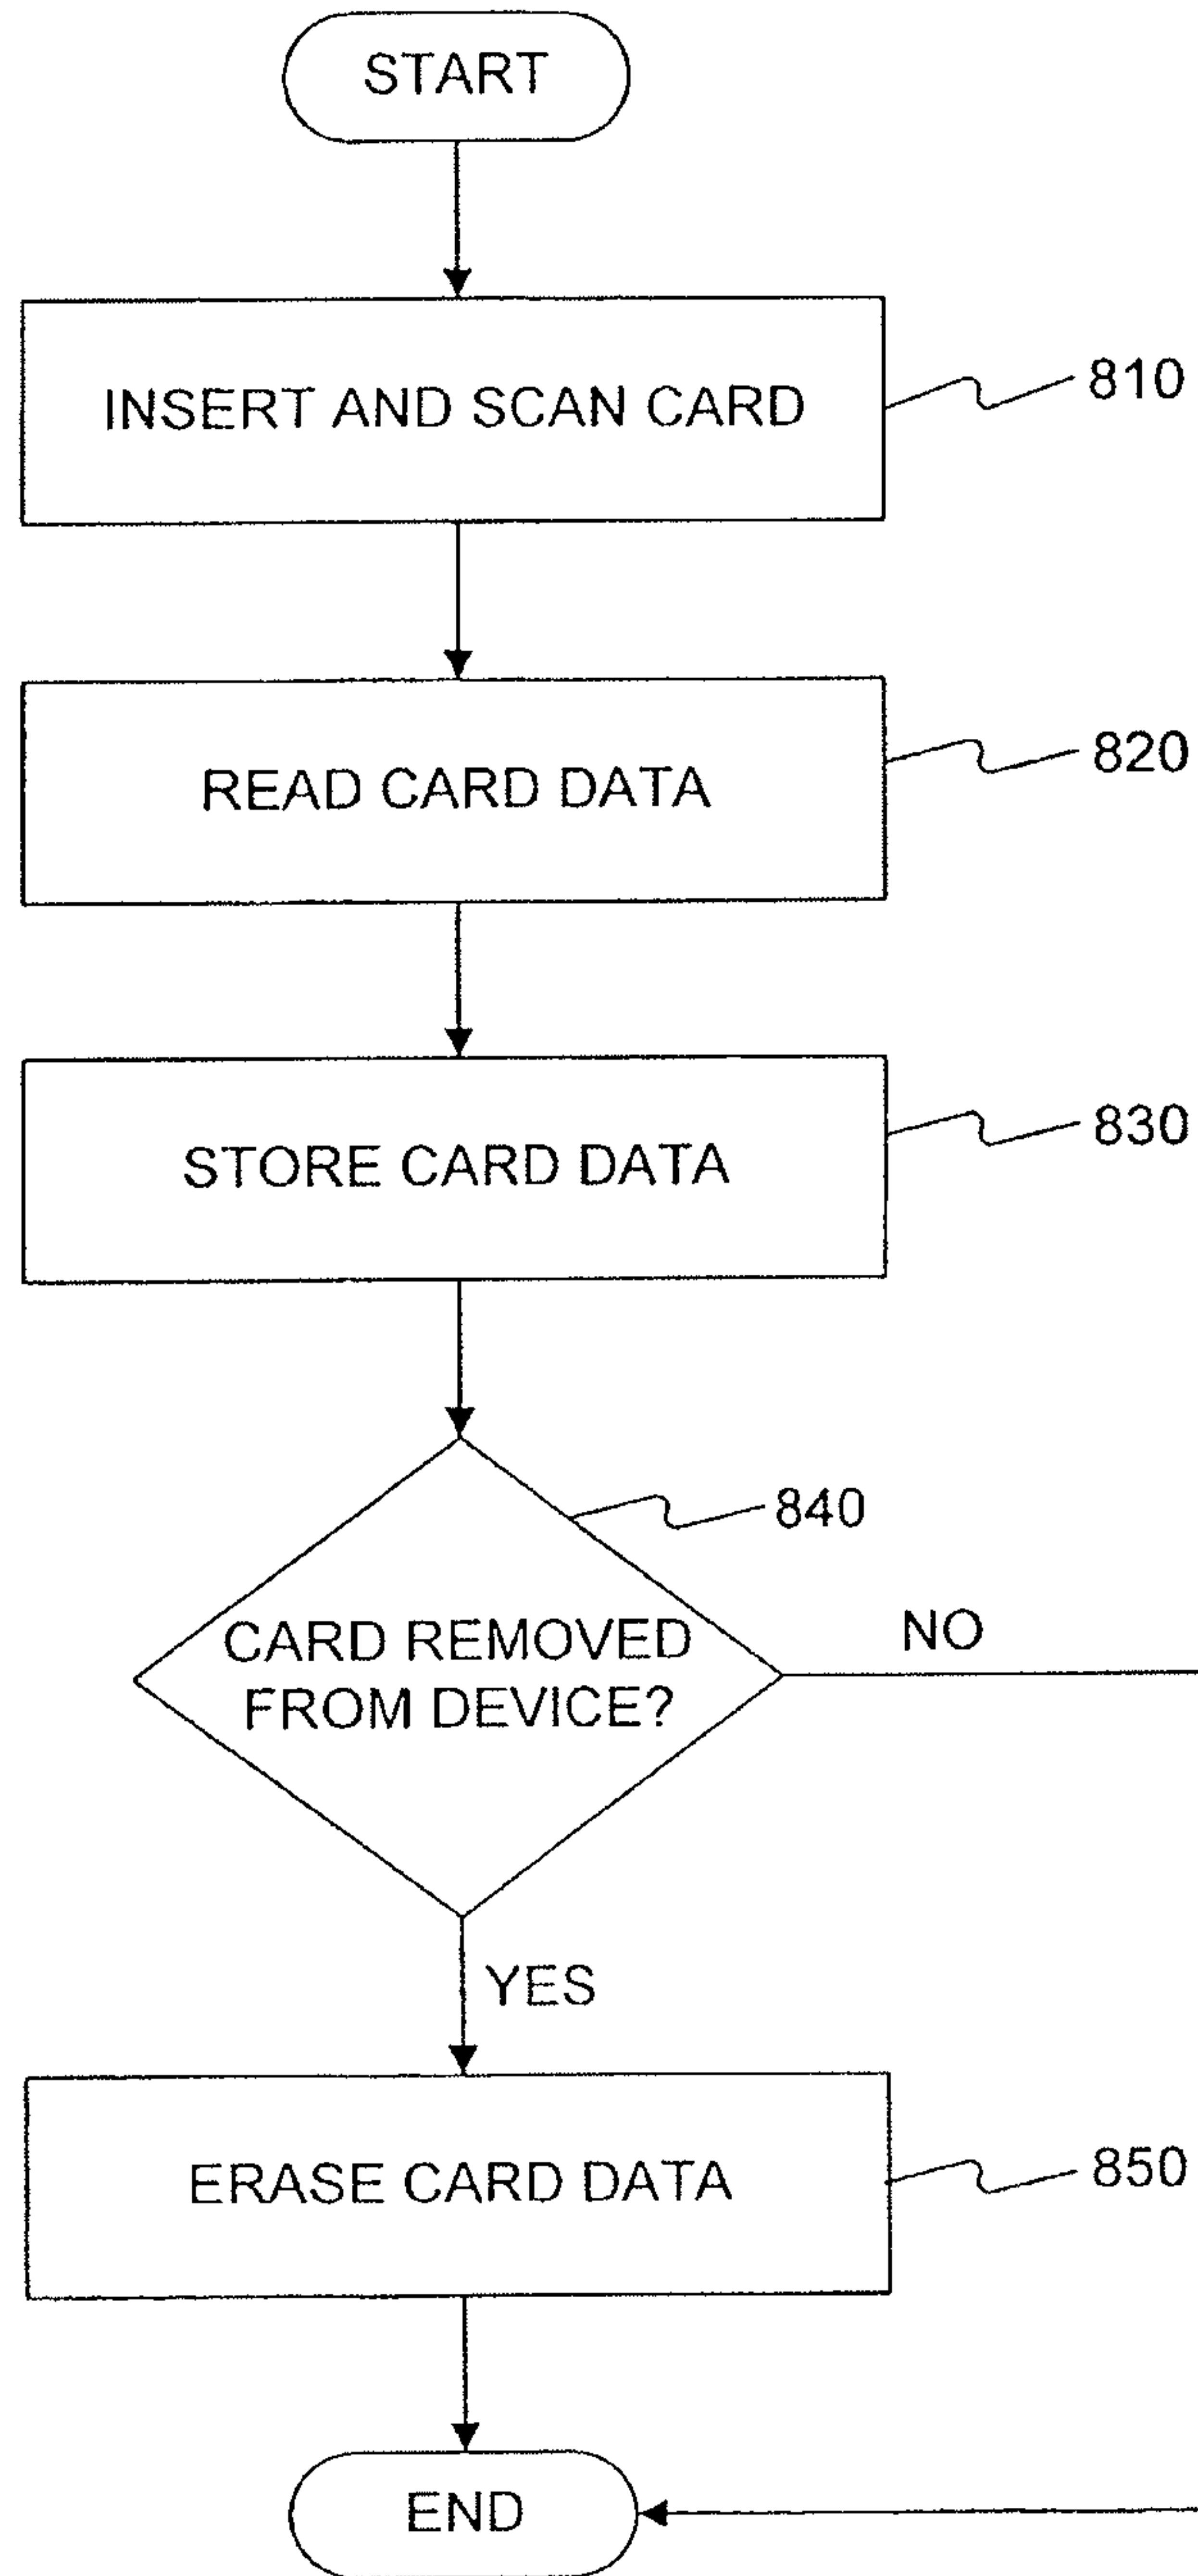 START
INSERT AND SCAN CARD
810
READ CARD DATA
820
STORE CARD DATA
830
840
CARD REMOVED
FROM DEVICE?
NO
YES
ERASE CARD DATA
850
END